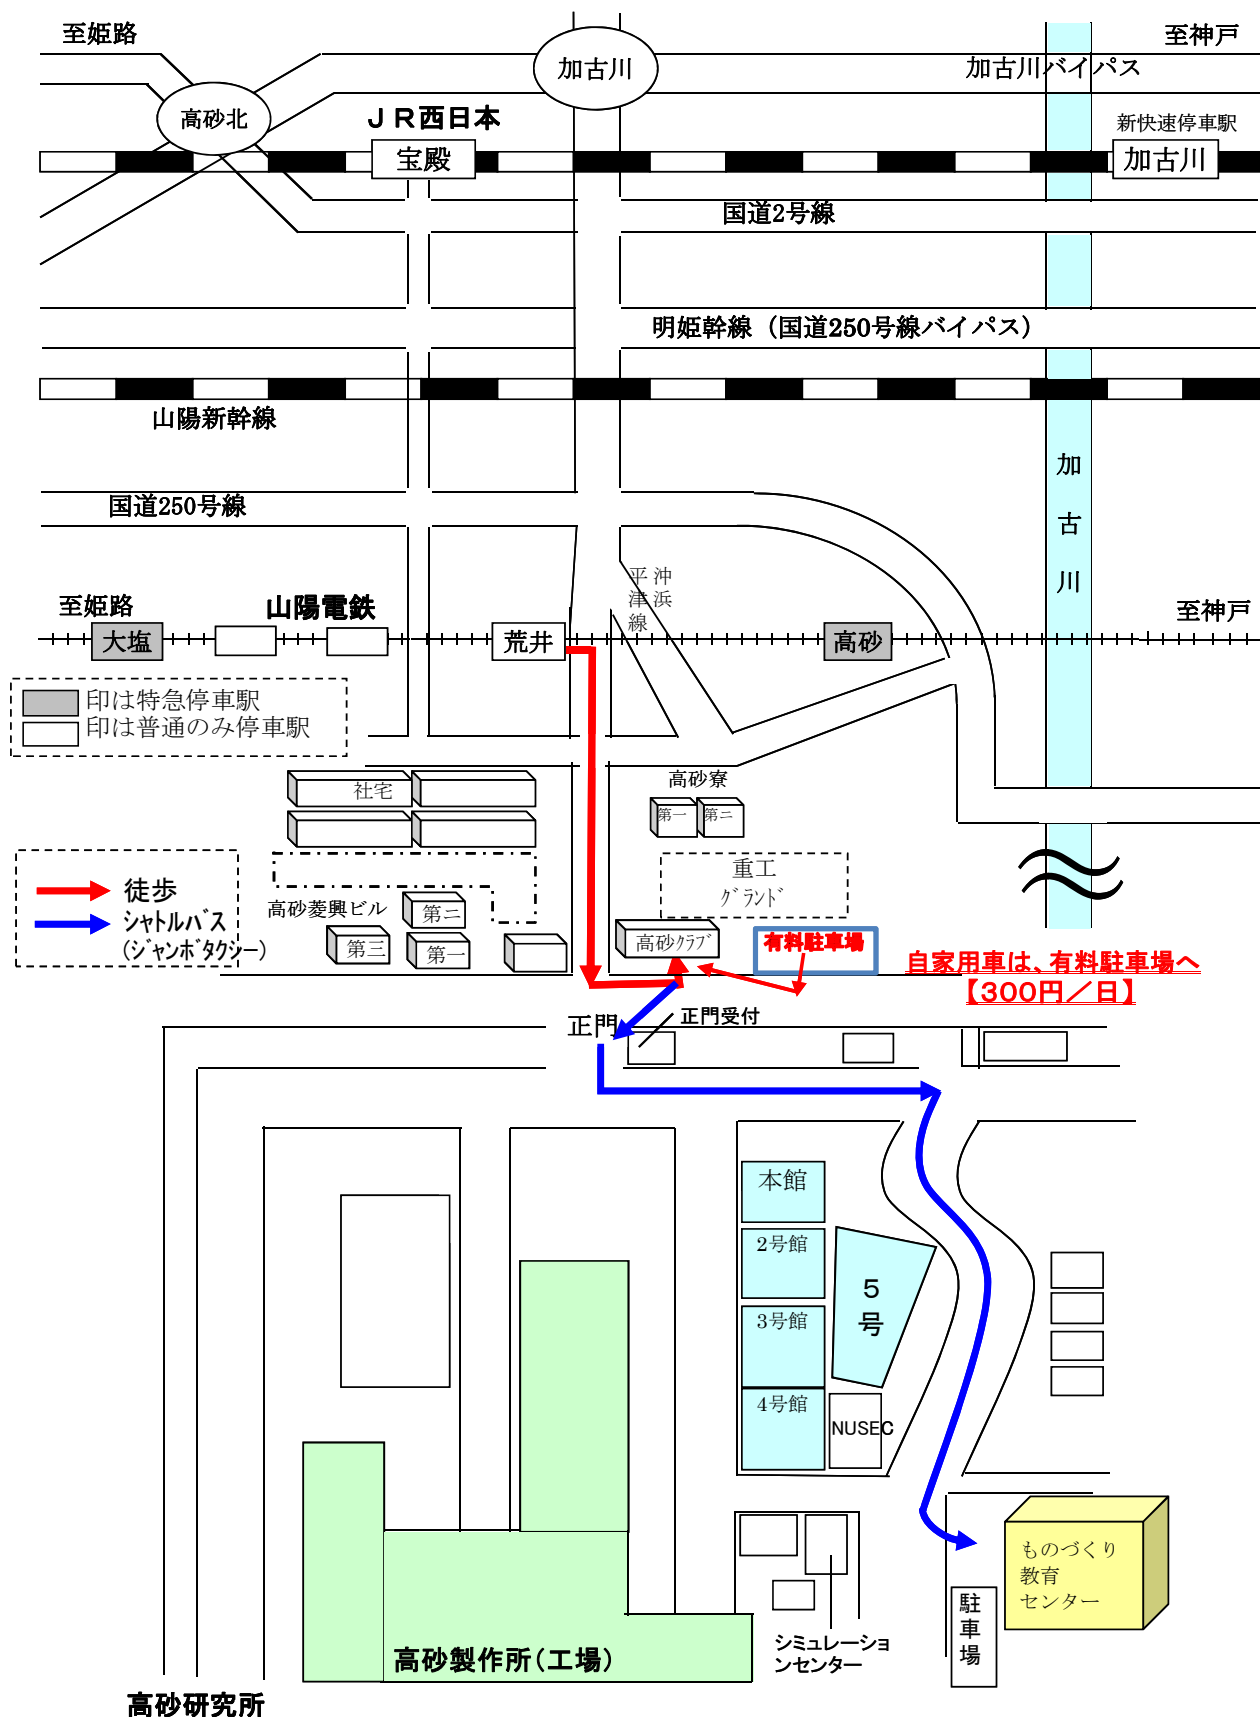 至姫路
加古川
至神戸
加古川バイパス
高砂北
ＪＲ西日本
新快速停車駅
宝殿
加古川
国道2号線
明姫幹線（国道250号線バイパス）
山陽新幹線
加古川
国道250号線
沖浜
平津線
至姫路
山陽電鉄
至神戸
大塩
荒井
高砂
印は特急停車駅
印は普通のみ停車駅
社宅
高砂寮
第一
第二
重工
グランド
徒歩
シャトルバス
(ジャンボタクシー)
高砂菱興ビル
第二
第三
第一
高砂クラブ
有料駐車場
自家用車は、有料駐車場へ
【３００円／日】
正門
正門受付
本館
2号館
5号
3号館
4号館
NUSEC
ものづくり
教育
センター
駐車場
シミュレーショ
ンセンター
高砂製作所（工場）
高砂研究所